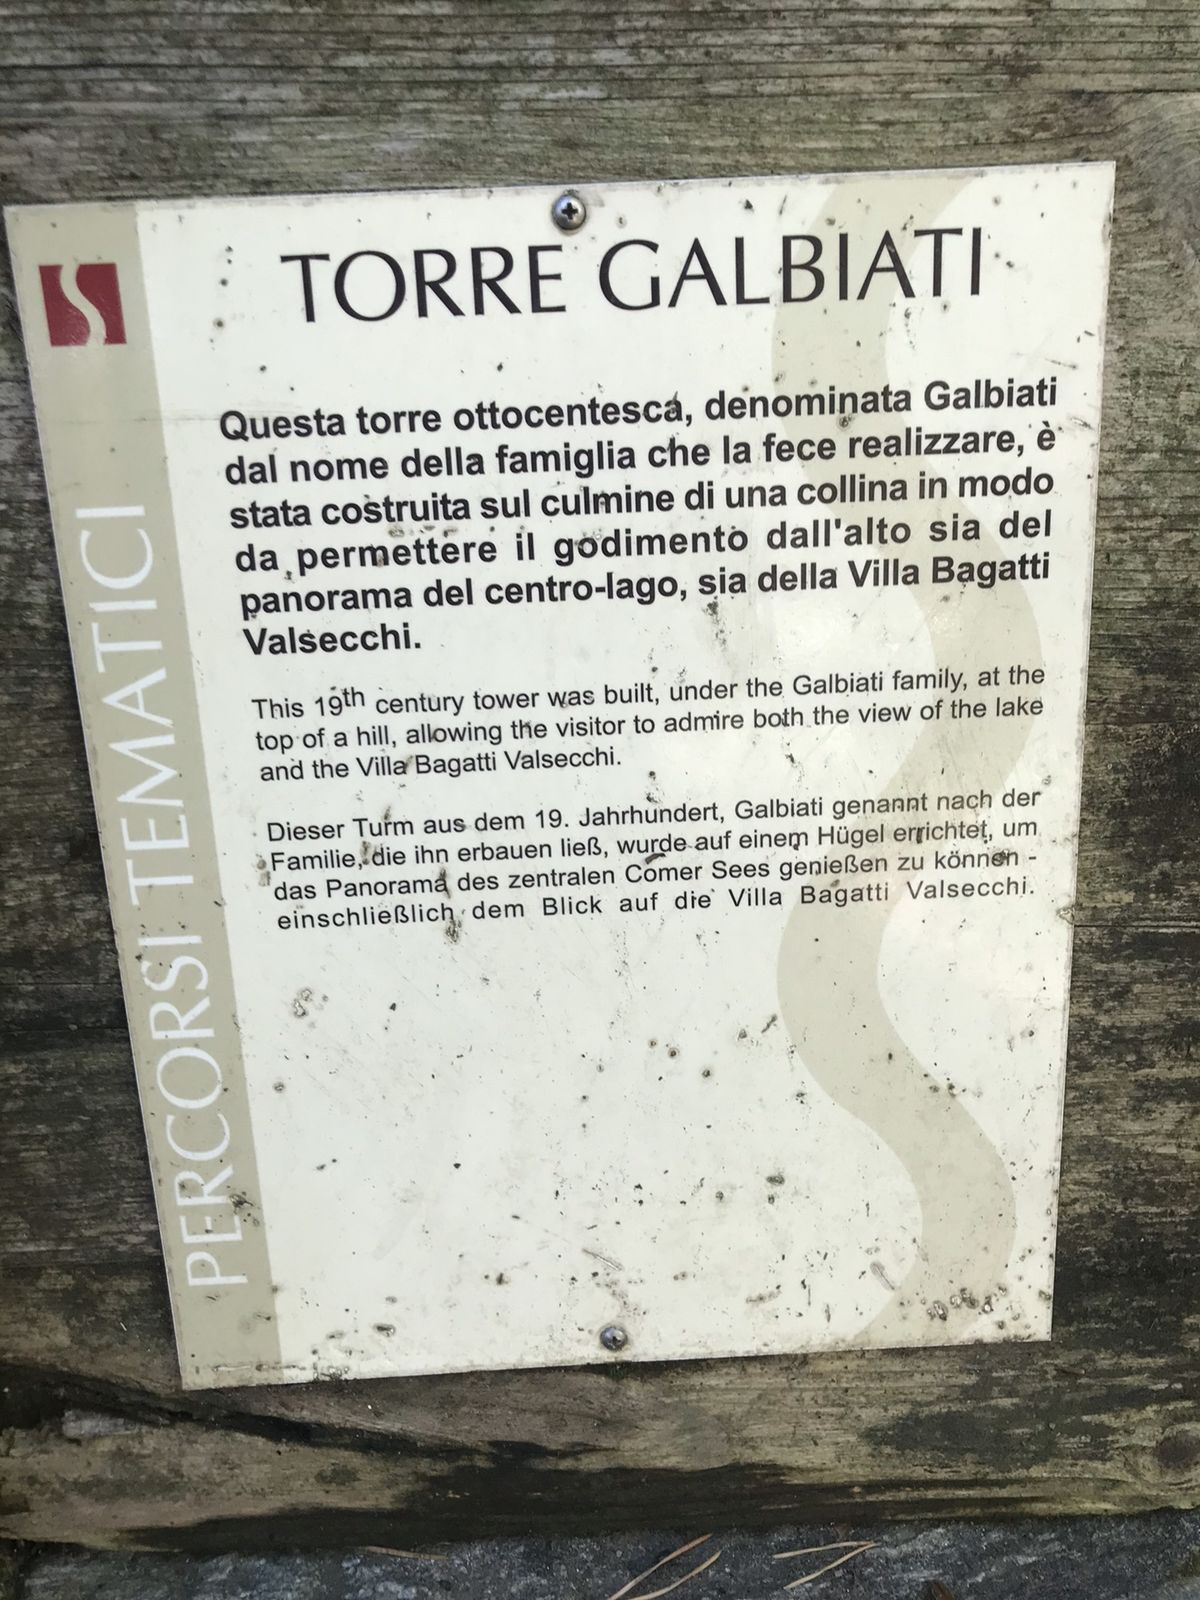 TORRE GALBIATI
Questa torre ottocentesca, denominata Galbiati
dal nome della famiglia che la fece realizzare, è
stata costruita sul culmine di una collina in modo
da permettere il godimento dall'alto sia del
panorama del centro-lago, sia della Villa Bagatti
Valsecchi.
This 19th century tower was built, under the Galbiati family, at the
top of a hill, allowing the visitor to admire both the view of the lake
and the Villa Bagatti Valsecchi.
Dieser Turm aus dem 19. Jahrhundert, Galbiati genannt nach der
Familie, die ihn erbauen ließ, wurde auf einem Hügel errichtet, um
das Panorama des zentralen Comer Sees genießen zu können -
einschließlich dem Blick auf die Villa Bagatti Valsecchi.
PERCORSI TEMATICI